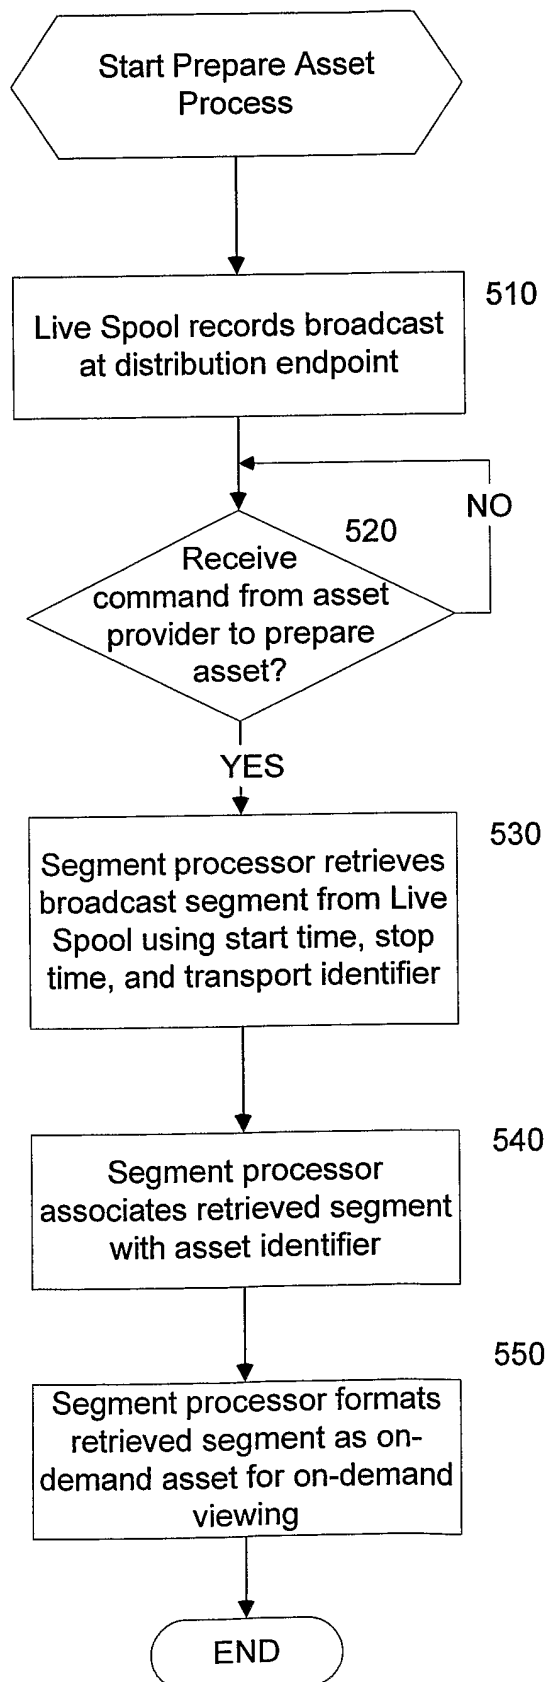 Start Prepare Asset
Process
510
Live Spool records broadcast
at distribution endpoint
NO
520
Receive
command from asset
provider to prepare
asset?
YES
530
Segment processor retrieves
broadcast segment from Live
Spool using start time, stop
time, and transport identifier
540
Segment processor
associates retrieved segment
with asset identifier
550
Segment processor formats
retrieved segment as on-
demand asset for on-demand
viewing
END